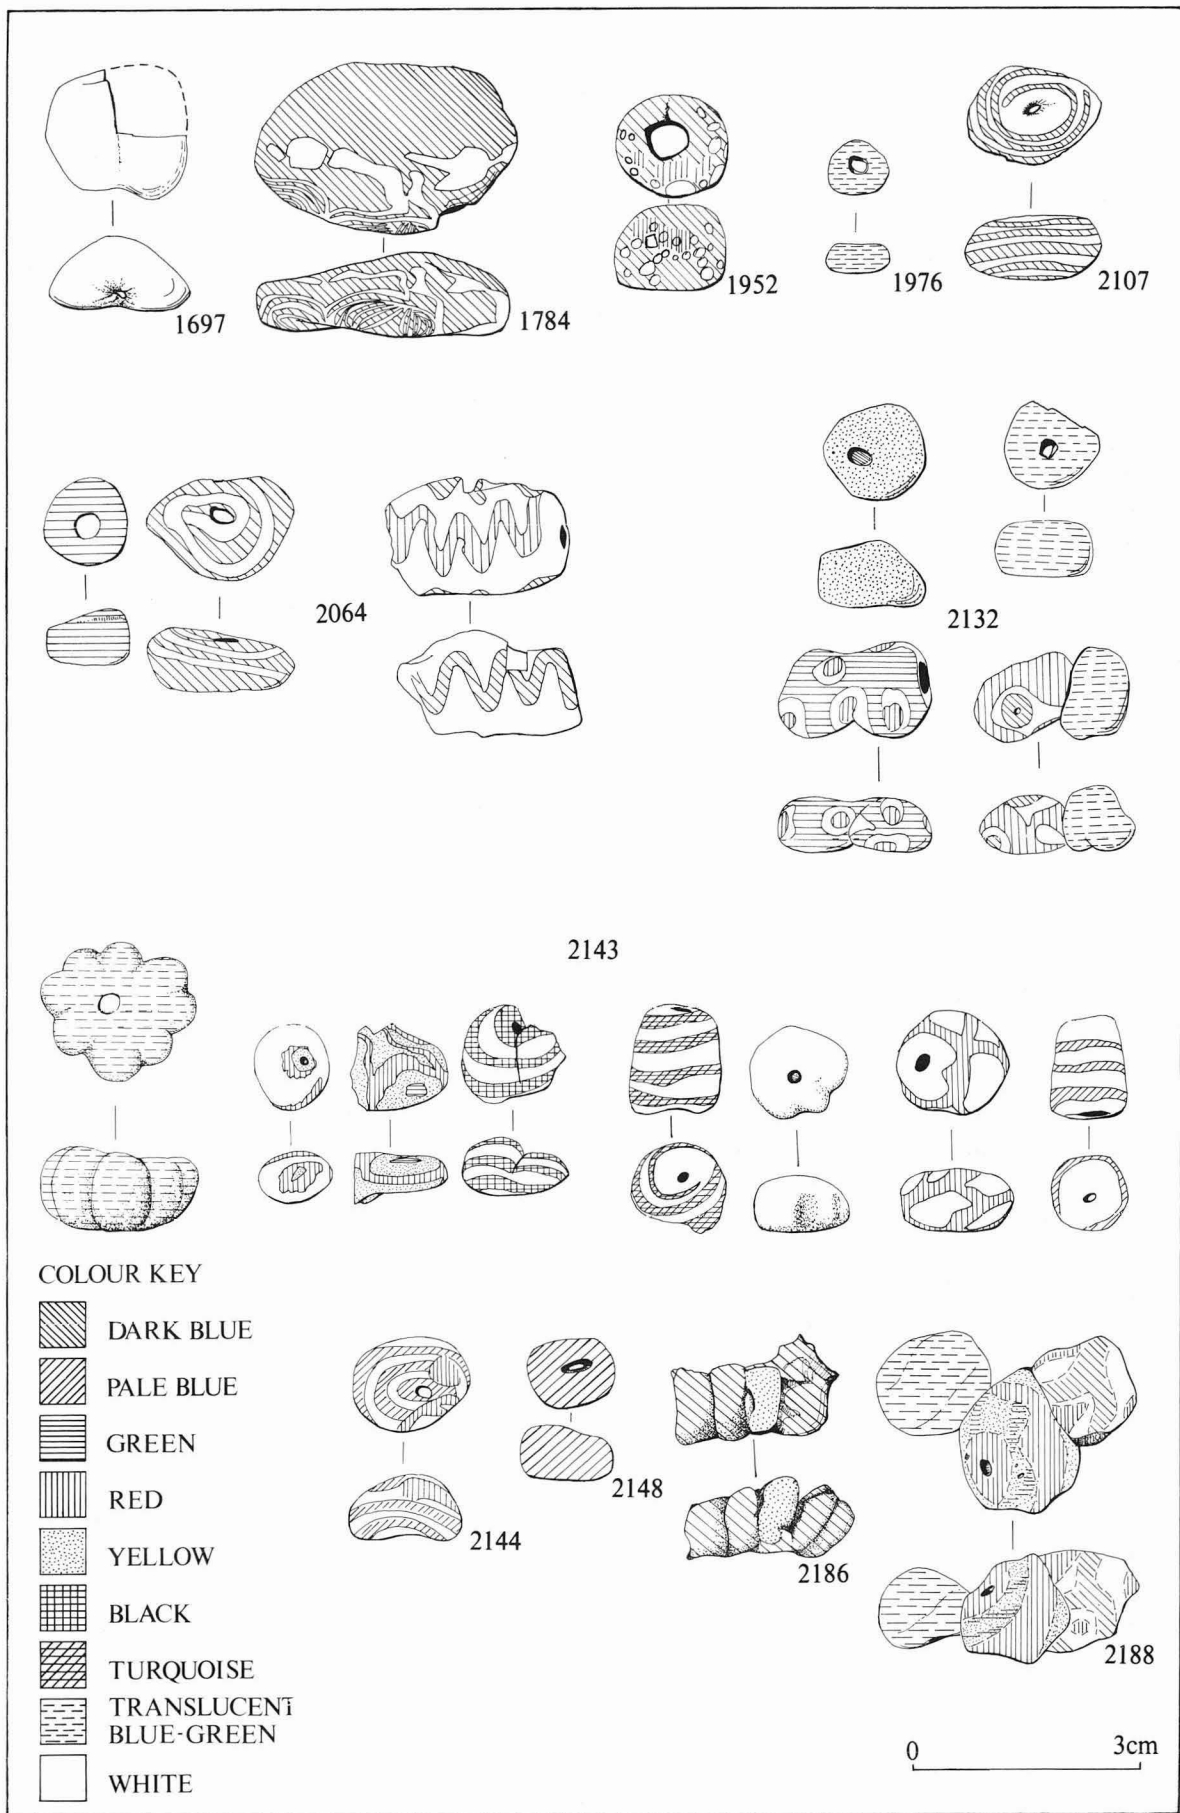 1697
1784
1952
1976
2107
2064
2132
2143
COLOUR KEY
DARK BLUE
PALE BLUE
GREEN
RED
YELLOW
BLACK
TURQUOISE
TRANSLUCENT
BLUE-GREEN
WHITE
2144
2148
2186
2188
0 3cm